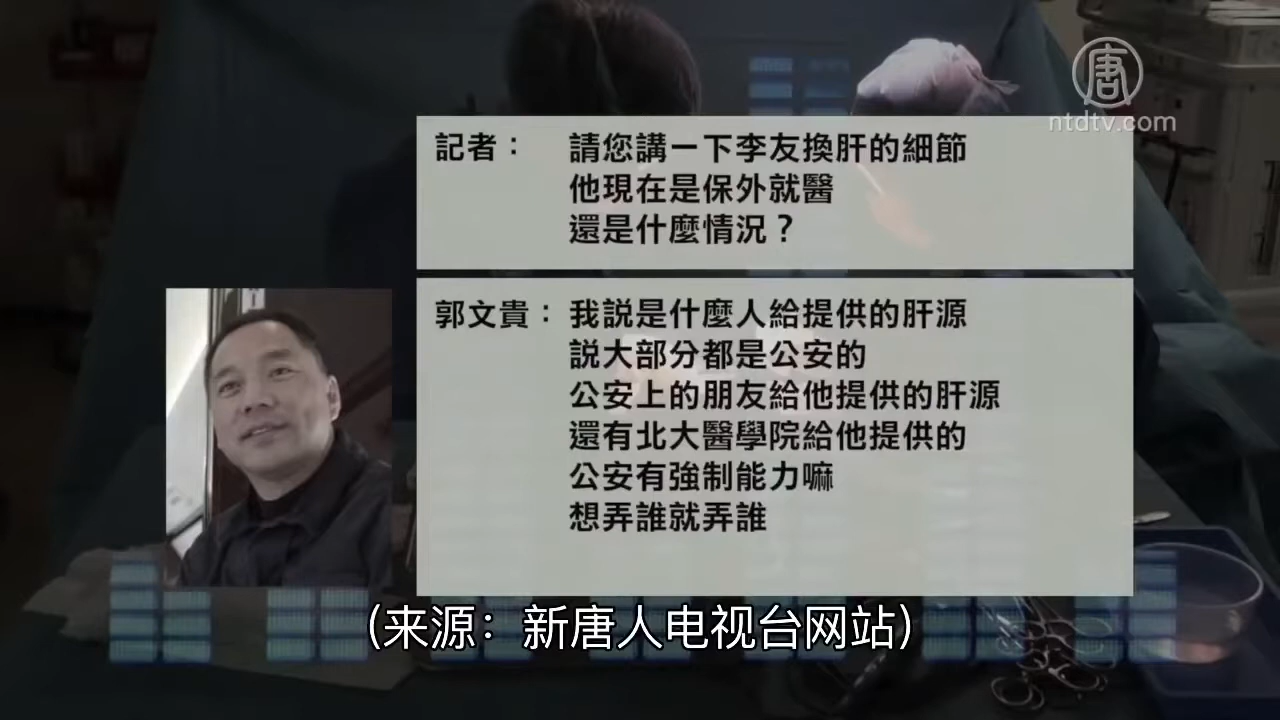 唐
ntdtv.com
記者： 請您講一下李友換肝的細節
他現在是保外就醫
還是什麼情況？
郭文貴： 我説是什麼人給提供的肝源
説大部分都是公安的
公安上的朋友給他提供的肝源
還有北大醫學院給他提供的
公安有強制能力嘛
想弄誰就弄誰
（来源：新唐人电视台网站）